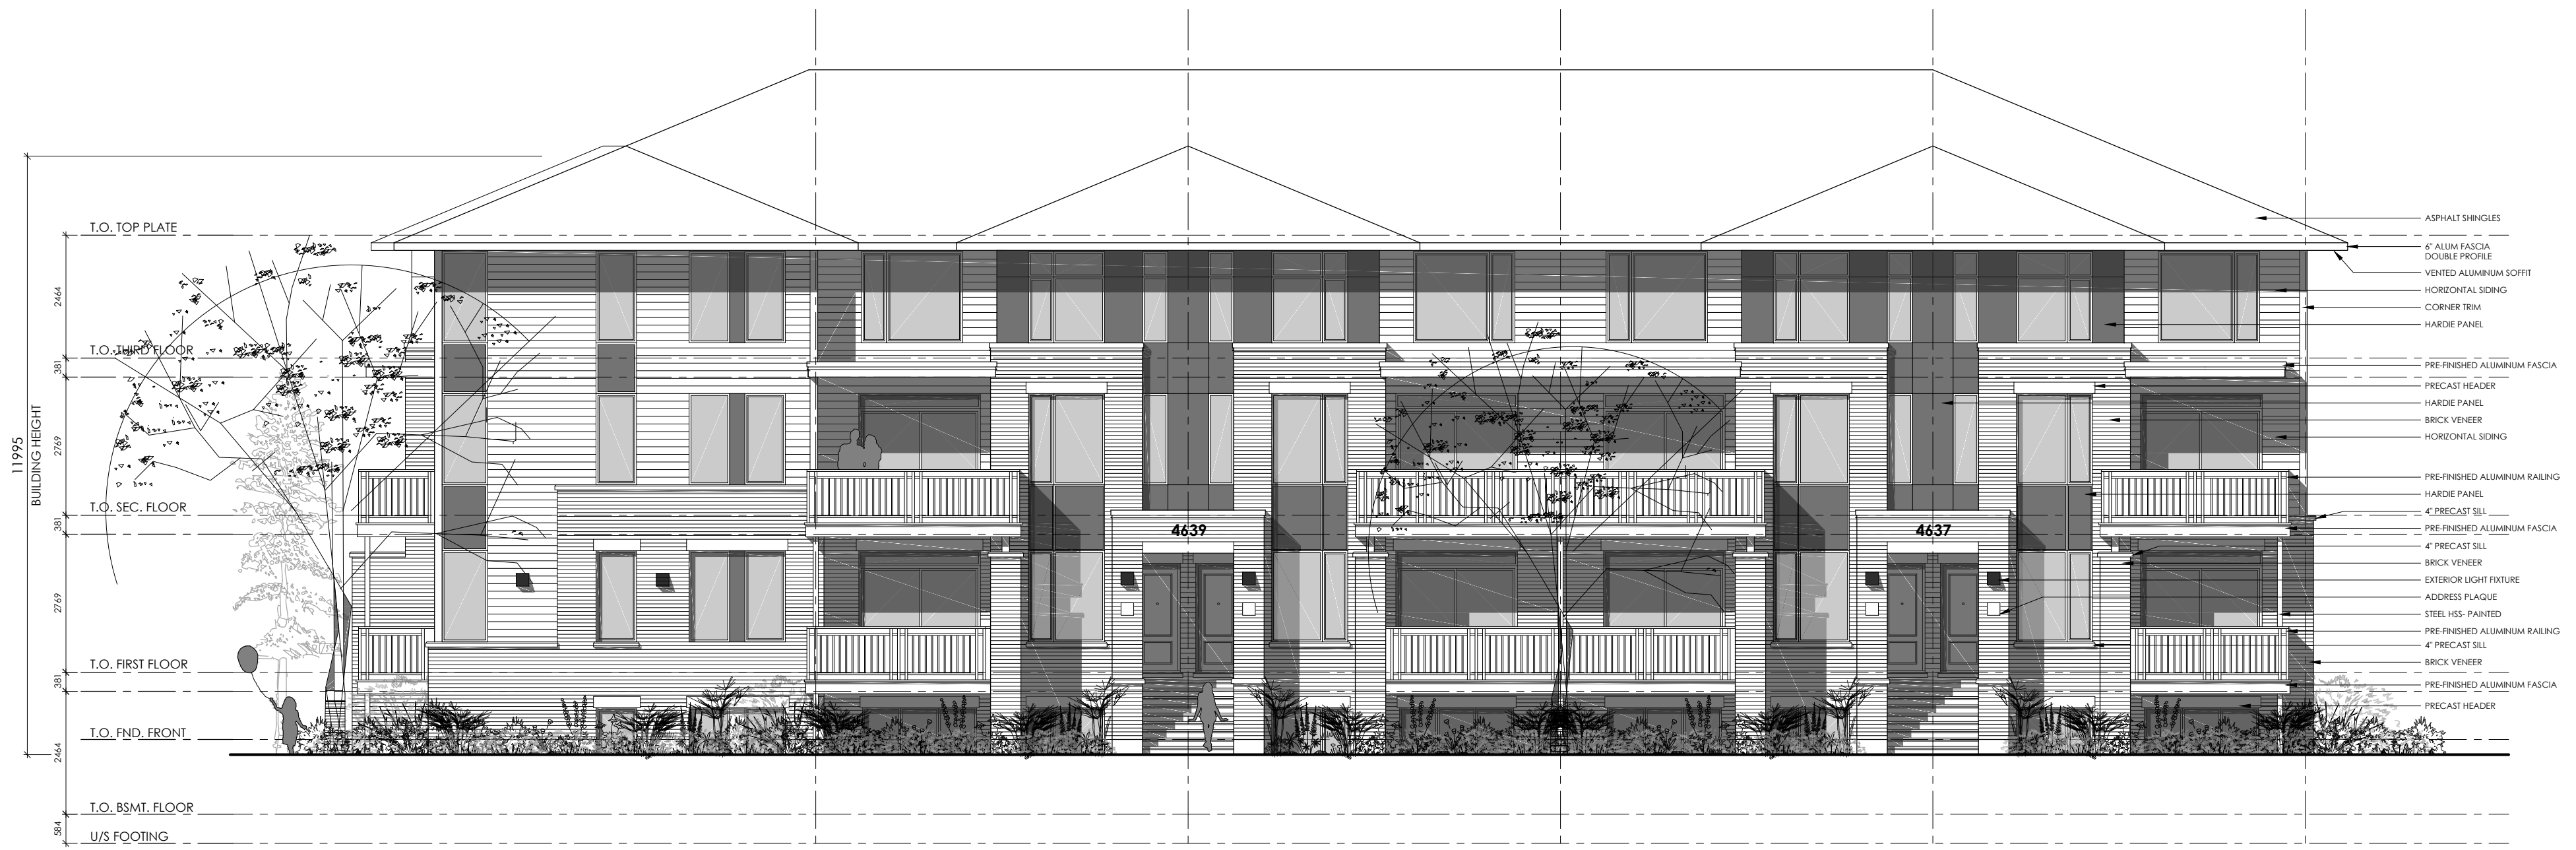 T.O. TOP PLATE
T.O. THIRD FLOOR
T.O. SEC. FLOOR
T.O. FIRST FLOOR
T.O. FND. FRONT
T.O. BSMT. FLOOR
U/S FOOTING
11995
BUILDING HEIGHT
2464
381
2769
381
2769
381
2464
584
4639
4637
ASPHALT SHINGLES
6" ALUM FASCIA
DOUBLE PROFILE
VENTED ALUMINUM SOFFIT
HORIZONTAL SIDING
CORNER TRIM
HARDIE PANEL
PRE-FINISHED ALUMINUM FASCIA
PRECAST HEADER
HARDIE PANEL
BRICK VENEER
HORIZONTAL SIDING
PRE-FINISHED ALUMINUM RAILING
HARDIE PANEL
4" PRECAST SILL
PRE-FINISHED ALUMINUM FASCIA
4" PRECAST SILL
BRICK VENEER
EXTERIOR LIGHT FIXTURE
ADDRESS PLAQUE
STEEL HSS- PAINTED
PRE-FINISHED ALUMINUM RAILING
4" PRECAST SILL
BRICK VENEER
PRE-FINISHED ALUMINUM FASCIA
PRECAST HEADER